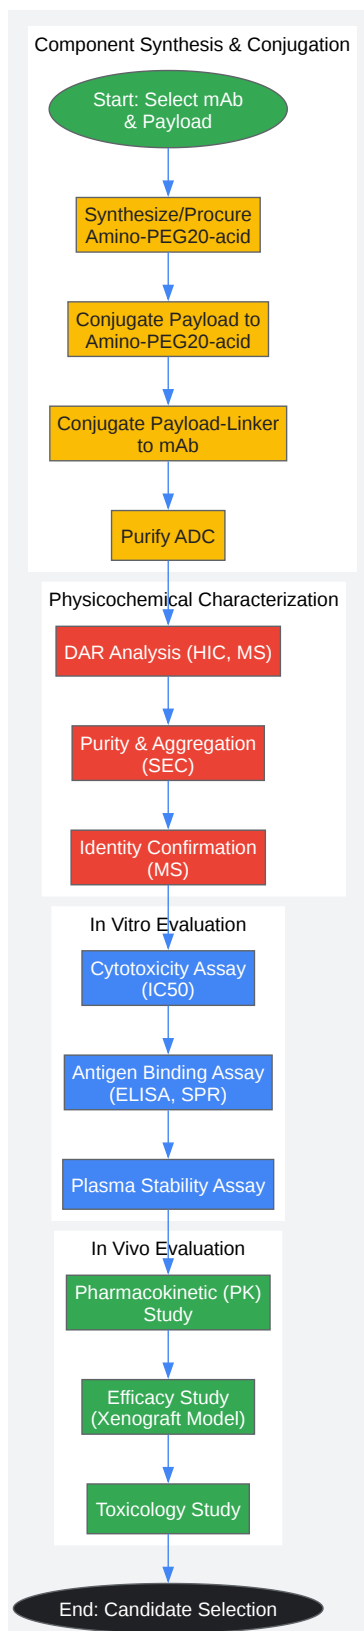 Component Synthesis & Conjugation
Start: Select mAb
& Payload
Synthesize/Procure
Amino-PEG20-acid
Conjugate Payload to
Amino-PEG20-acid
Conjugate Payload-Linker
to mAb
Purify ADC
Physicochemical Characterization
DAR Analysis (HIC, MS)
Purity & Aggregation
(SEC)
Identity Confirmation
(MS)
In Vitro Evaluation
Cytotoxicity Assay
(IC50)
Antigen Binding Assay
(ELISA, SPR)
Plasma Stability Assay
In Vivo Evaluation
Pharmacokinetic (PK)
Study
Efficacy Study
(Xenograft Model)
Toxicology Study
End: Candidate Selection